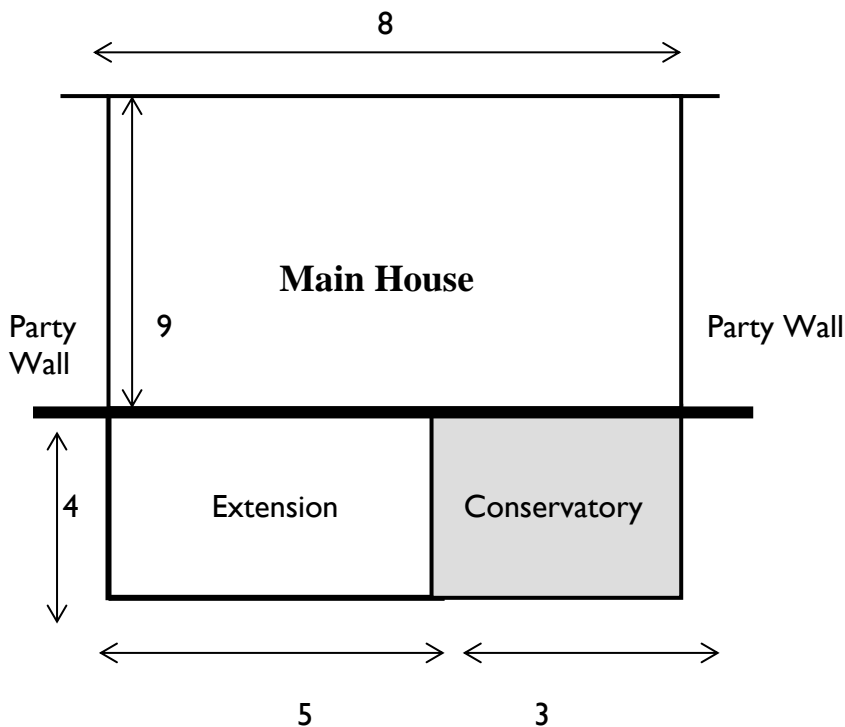 8
Main House
Party
Wall
9
Party Wall
4
Extension
Conservatory
5
3